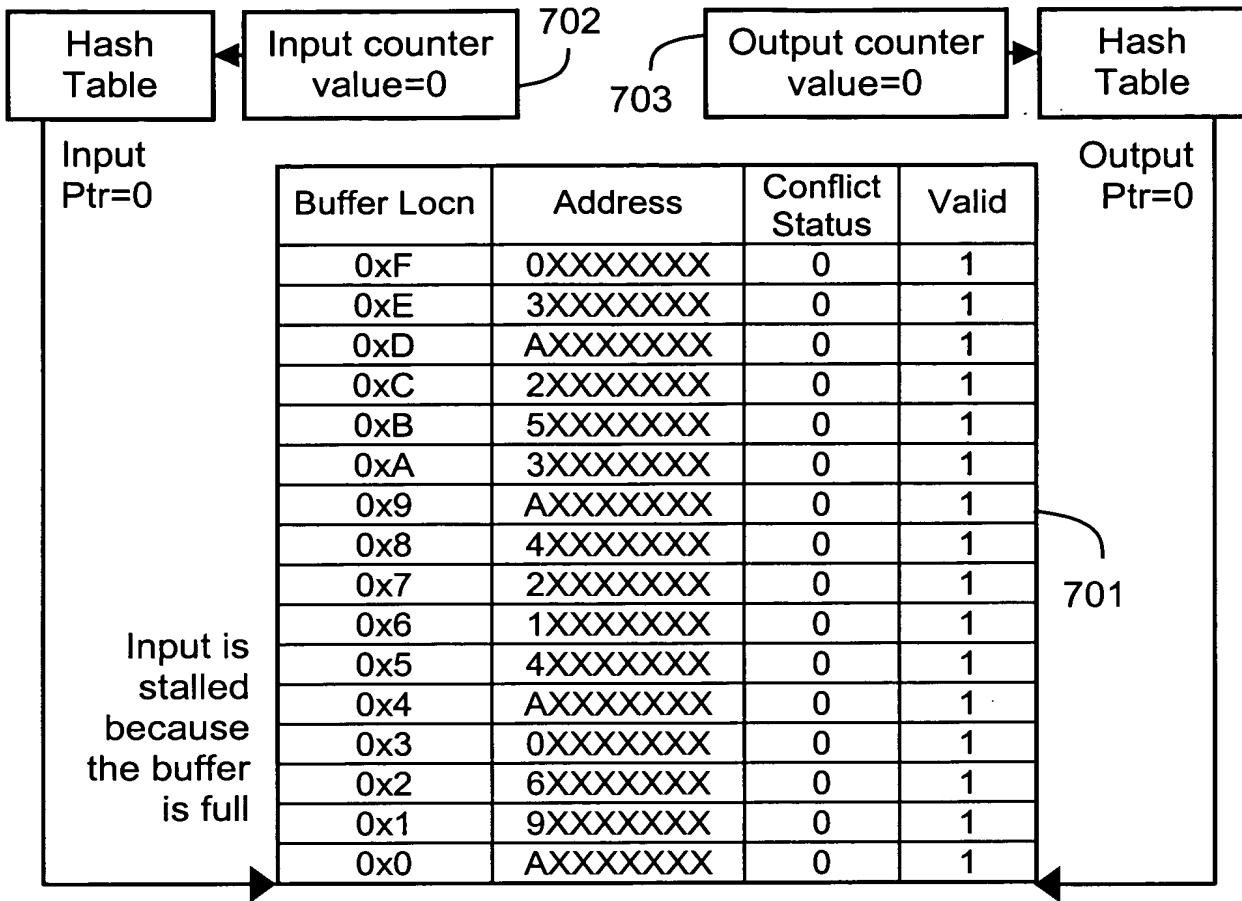 Hash
Table
Input counter
value=0
702
703
Output counter
value=0
Hash
Table
Input
Ptr=0
Output
Ptr=0
Buffer Locn Address Conflict Status Valid
0xF 0XXXXXXX 0 1
0xE 3XXXXXXX 0 1
0xD AXXXXXXX 0 1
0xC 2XXXXXXX 0 1
0xB 5XXXXXXX 0 1
0xA 3XXXXXXX 0 1
0x9 AXXXXXXX 0 1
0x8 4XXXXXXX 0 1
0x7 2XXXXXXX 0 1
0x6 1XXXXXXX 0 1
0x5 4XXXXXXX 0 1
0x4 AXXXXXXX 0 1
0x3 0XXXXXXX 0 1
0x2 6XXXXXXX 0 1
0x1 9XXXXXXX 0 1
0x0 AXXXXXXX 0 1
701
Input is
stalled
because
the buffer
is full